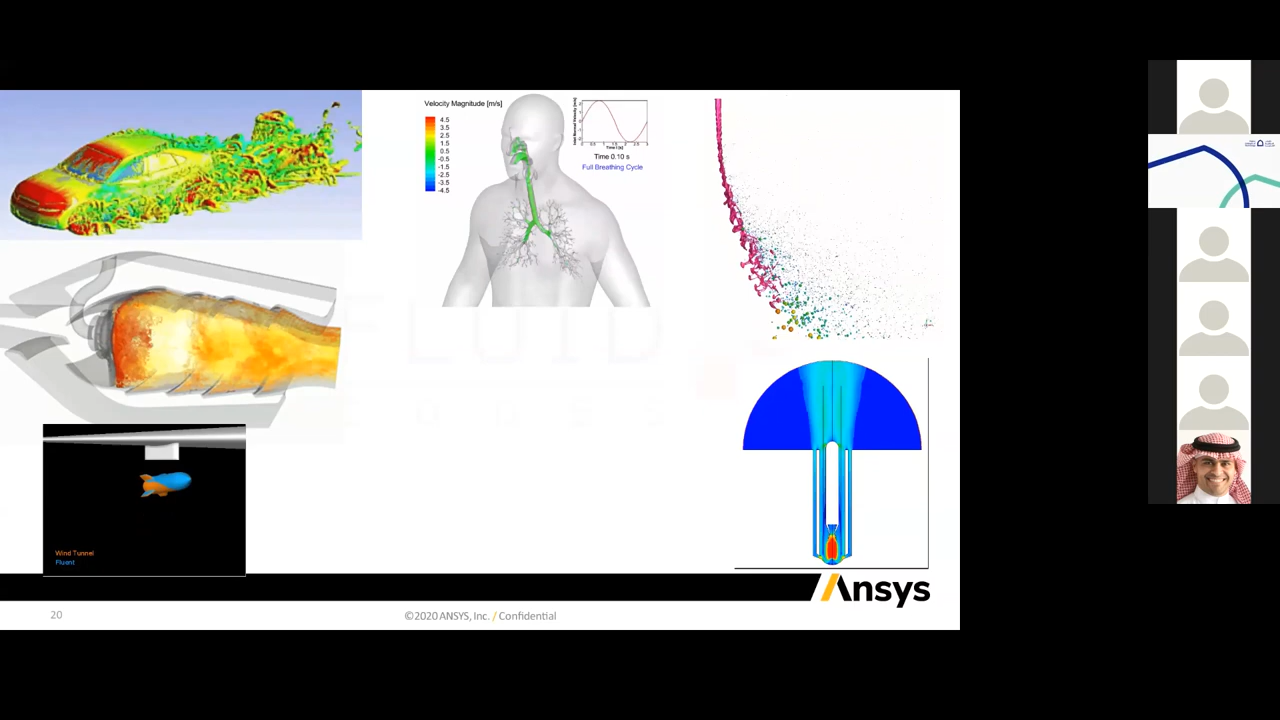 Velocity Magnitude [m/s]
4.5
3.5
2.5
1.5
0.5
-0.5
-1.5
-2.5
-3.5
-4.5
Time 0.10 s
Full Breathing Cycle
FLUID
Wind Tunnel
Fluent
Ansys
20
©2020 ANSYS, Inc. / Confidential